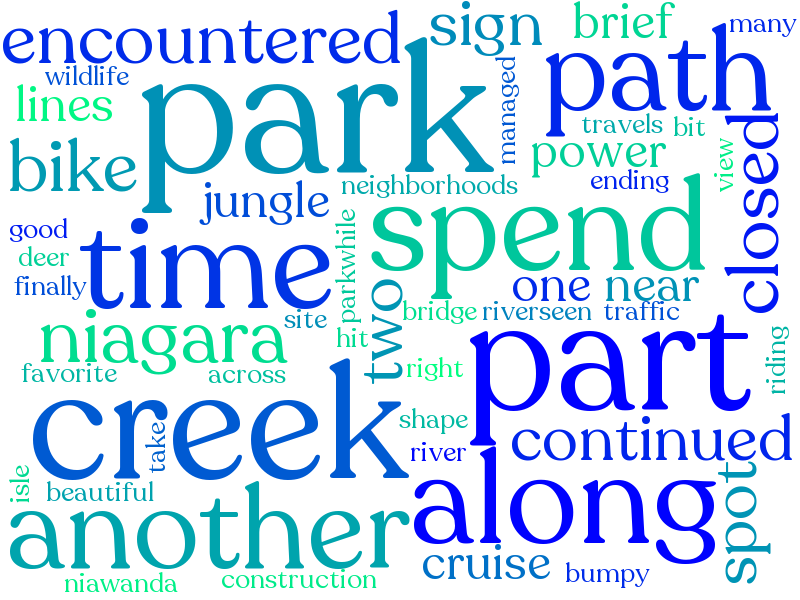 encountered
sign
brief
many
wildlife
park
path
lines
managed
travels
bit
bike
power
view
closed
neighborhoods
ending
jungle
good
time
parkwhile
spend
deer
finally
one
near
two
site
bridge
riverseen
traffic
niagara
hit
part
riding
favorite
across
right
creek
take
shape
river
continued
isle
beautiful
along
spot
another
cruise
bumpy
niawanda
construction